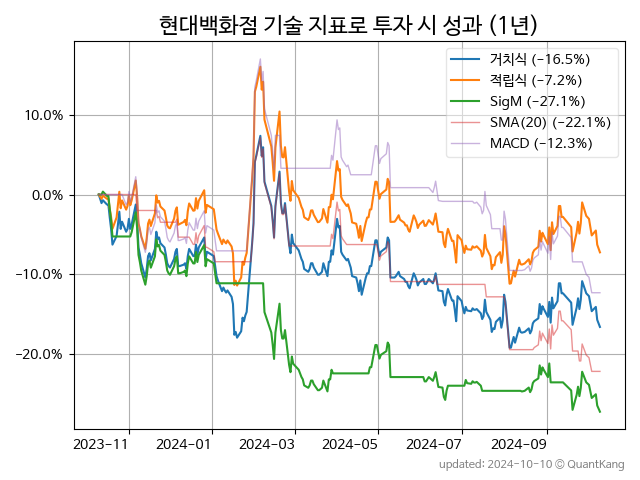 현대백화점 기술 지표로 투자 시 성과 (1년)
거치식 (−16.5%)
적립식 (−7.2%)
SigM (−27.1%)
SMA(20) (−22.1%)
MACD (−12.3%)
10.0%
0.0%
−10.0%
−20.0%
2023-11 2024-01 2024-03 2024-05 2024-07 2024-09
updated: 2024-10-10 © QuantKang